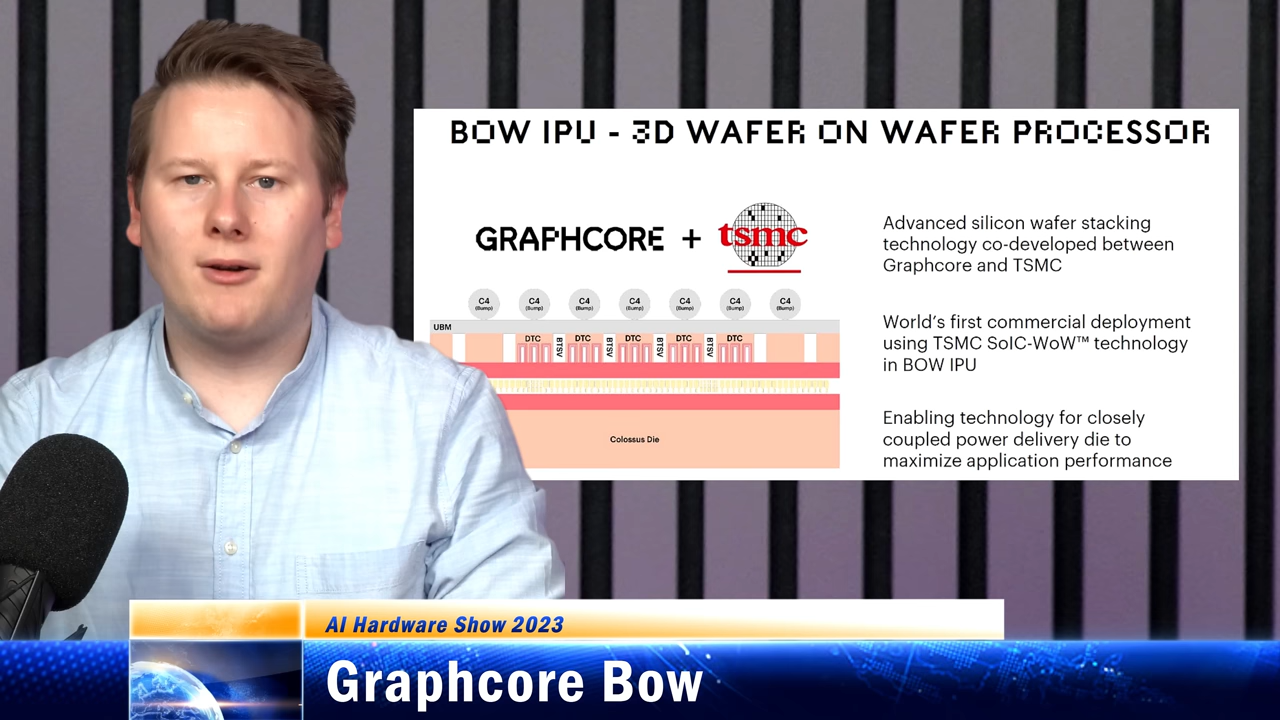 BOW IPU - 3D WAFER ON WAFER PROCESSOR
GRAPHCORE + tsmc
Advanced silicon wafer stacking
technology co-developed between
Graphcore and TSMC
C4 C4 C4 C4 C4 C4 C4
(Bump) (Bump) (Bump) (Bump) (Bump) (Bump) (Bump)
UBM
DTC BTSV DTC BTSV DTC BTSV DTC BTSV DTC
World's first commercial deployment
using TSMC SoIC-WoW™ technology
in BOW IPU
Colossus Die
Enabling technology for closely
coupled power delivery die to
maximize application performance
AI Hardware Show 2023
Graphcore Bow